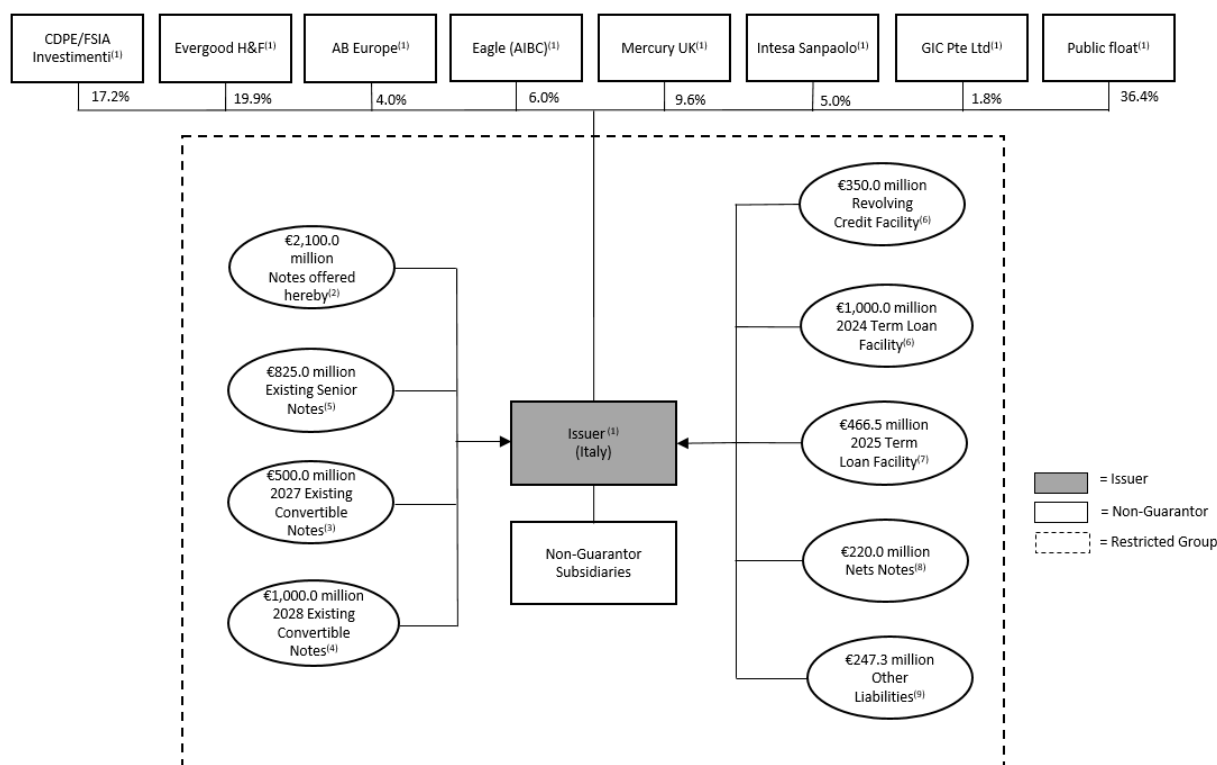 CDPE/FSIA
Investimenti(1)
Evergood H&F(1)
AB Europe(1)
Eagle (AIBC)(1)
Mercury UK(1)
Intesa Sanpaolo(1)
GIC Pte Ltd(1)
Public float(1)
17.2%
19.9%
4.0%
6.0%
9.6%
5.0%
1.8%
36.4%
€2,100.0
million
Notes offered
hereby(2)
€825.0 million
Existing Senior
Notes(5)
€500.0 million
2027 Existing
Convertible
Notes(3)
€1,000.0 million
2028 Existing
Convertible
Notes(4)
Issuer(1)
(Italy)
Non-Guarantor
Subsidiaries
€350.0 million
Revolving
Credit Facility(6)
€1,000.0 million
2024 Term Loan
Facility(6)
€466.5 million
2025 Term
Loan Facility(7)
€220.0 million
Nets Notes(8)
€247.3 million
Other
Liabilities(9)
= Issuer
= Non-Guarantor
= Restricted Group